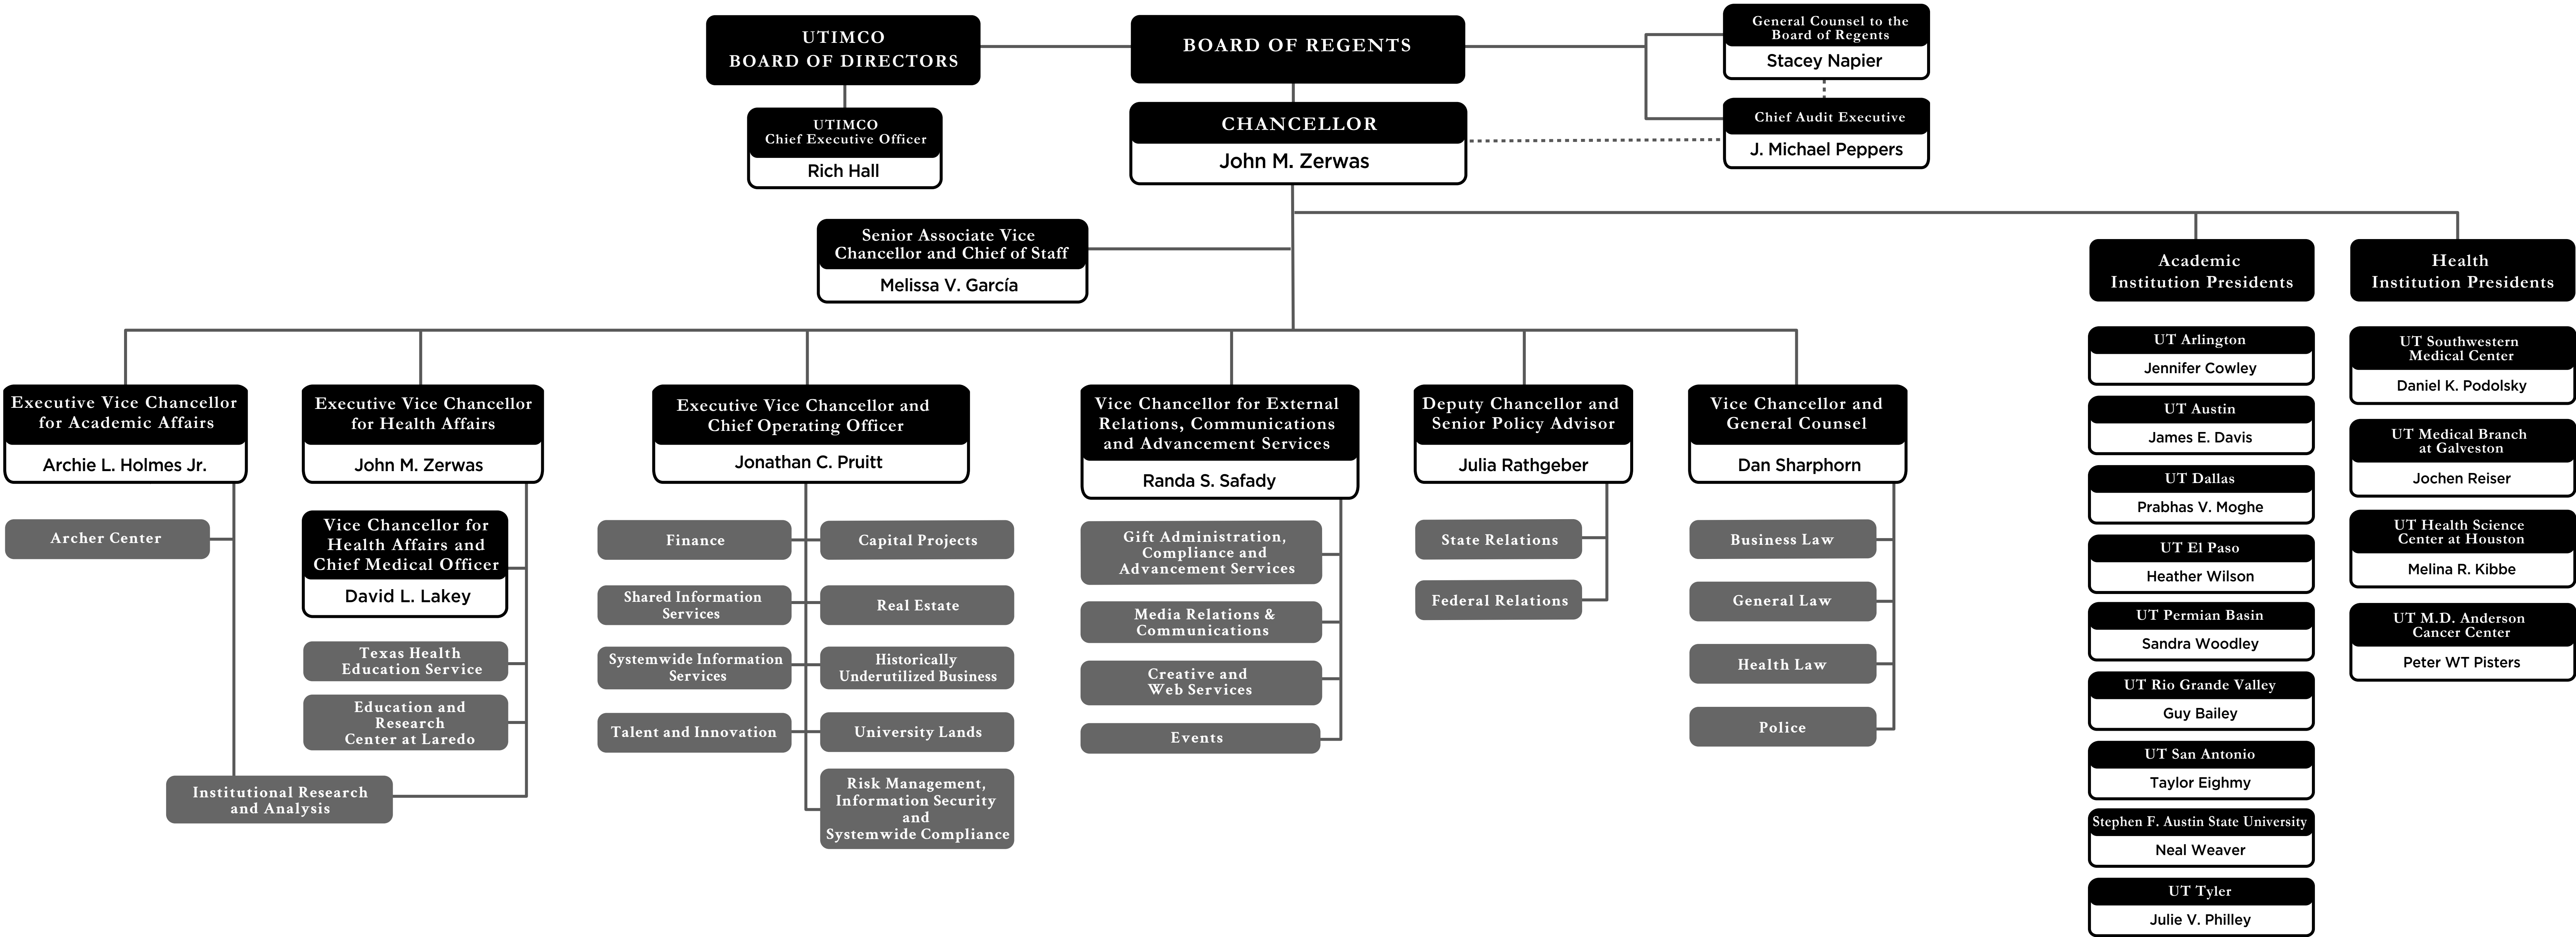 UTIMCO
BOARD OF DIRECTORS
BOARD OF REGENTS
General Counsel to the
Board of Regents
Stacey Napier
UTIMCO
Chief Executive Officer
Rich Hall
CHANCELLOR
John M. Zerwas
Chief Audit Executive
J. Michael Peppers
Senior Associate Vice
Chancellor and Chief of Staff
Melissa V. García
Academic
Institution Presidents
Health
Institution Presidents
Executive Vice Chancellor
for Academic Affairs
Archie L. Holmes Jr.
Archer Center
Executive Vice Chancellor
for Health Affairs
John M. Zerwas
Vice Chancellor for
Health Affairs and
Chief Medical Officer
David L. Lakey
Texas Health
Education Service
Education and
Research
Center at Laredo
Institutional Research
and Analysis
Executive Vice Chancellor and
Chief Operating Officer
Jonathan C. Pruitt
Finance
Capital Projects
Shared Information
Services
Real Estate
Systemwide Information
Services
Historically
Underutilized Business
Talent and Innovation
University Lands
Risk Management,
Information Security
and
Systemwide Compliance
Vice Chancellor for External
Relations, Communications
and Advancement Services
Randa S. Safady
Gift Administration,
Compliance and
Advancement Services
Media Relations &
Communications
Creative and
Web Services
Events
Deputy Chancellor and
Senior Policy Advisor
Julia Rathgeber
State Relations
Federal Relations
Vice Chancellor and
General Counsel
Dan Sharphorn
Business Law
General Law
Health Law
Police
UT Arlington
Jennifer Cowley
UT Austin
James E. Davis
UT Dallas
Prabhas V. Moghe
UT El Paso
Heather Wilson
UT Permian Basin
Sandra Woodley
UT Rio Grande Valley
Guy Bailey
UT San Antonio
Taylor Eighmy
Stephen F. Austin State University
Neal Weaver
UT Tyler
Julie V. Philley
UT Southwestern
Medical Center
Daniel K. Podolsky
UT Medical Branch
at Galveston
Jochen Reiser
UT Health Science
Center at Houston
Melina R. Kibbe
UT M.D. Anderson
Cancer Center
Peter WT Pisters